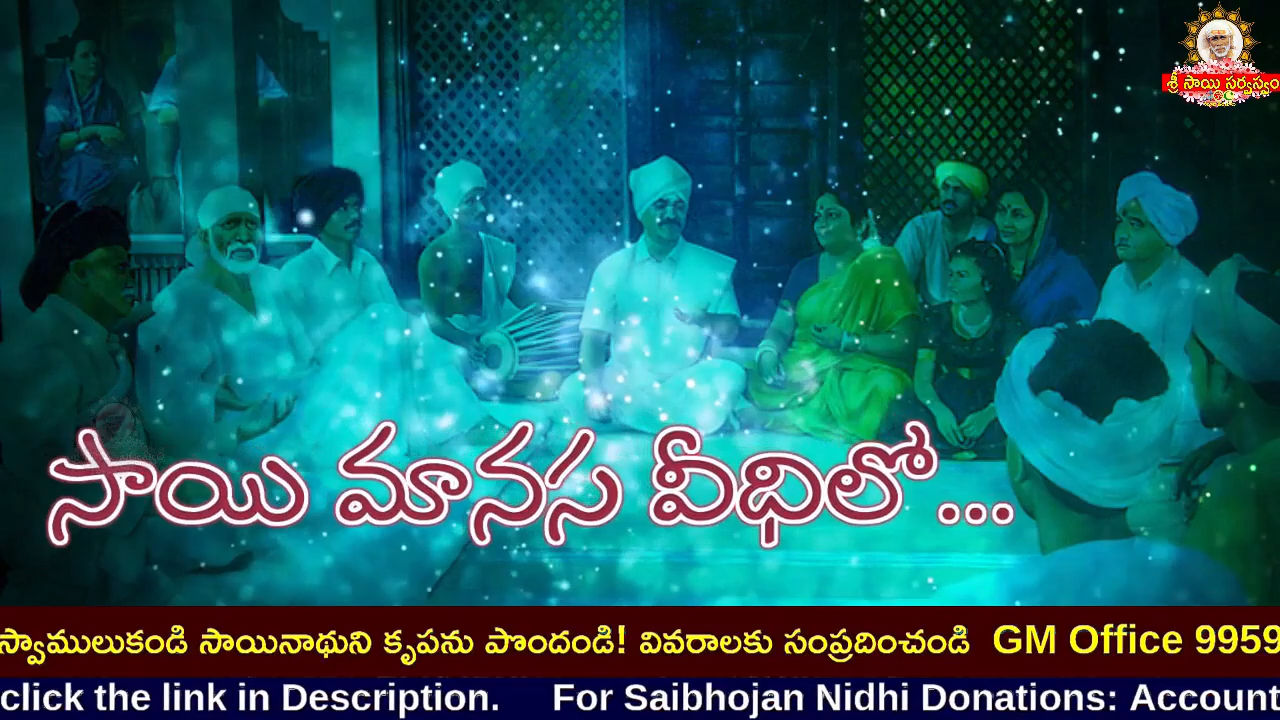 శ్రీ సాయి సర్వస్వం
సాయి మానస వీధిలో...
స్వాములుకండి సాయినాథుని కృపను పొందండి! వివరాలకు సంప్రదించండి GM Office 9959
click the link in Description. For Saibhojan Nidhi Donations: Account